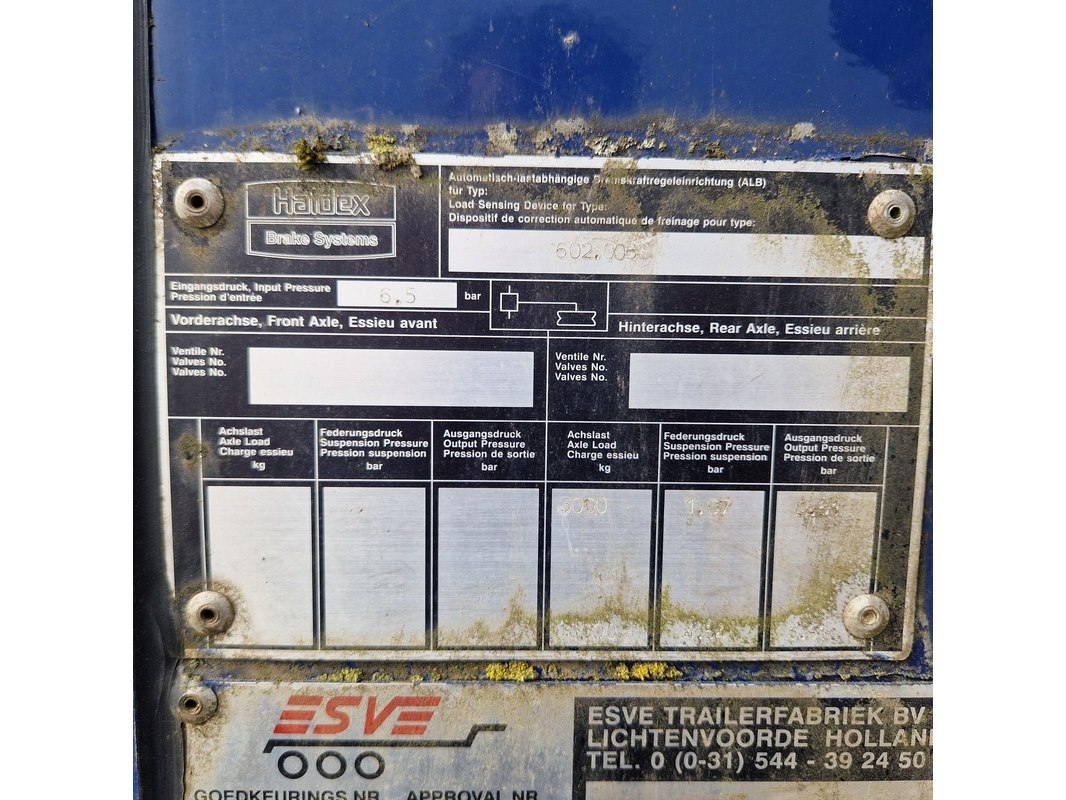 Haldex
Brake Systems
Automatisch-lastabhängige Bremskraftregeleinrichtung (ALB)
für Typ:
Load Sensing Device for Type:
Dispositif de correction automatique de freinage pour type:
Eingangsdruck, Input Pressure
Pression d'entrée
6.5
bar
Vorderachse, Front Axle, Essieu avant
Hinterachse, Rear Axle, Essieu arrière
Ventile Nr.
Valves No.
Valves No.
Ventile Nr.
Valves No.
Valves No.
Achslast
Axle Load
Charge essieu
kg
Federungsdruck
Suspension Pressure
Pression suspension
bar
Ausgangsdruck
Output Pressure
Pression de sortie
bar
Achslast
Axle Load
Charge essieu
kg
Federungsdruck
Suspension Pressure
Pression suspension
bar
Ausgangsdruck
Output Pressure
Pression de sortie
bar
ESVE
ESVE TRAILERFABRIEK BV
LICHTENVOORDE HOLLAN
TEL. 0 (0-31) 544 - 39 24 50
GOEDKEURINGS NR. APPROVAL NR.